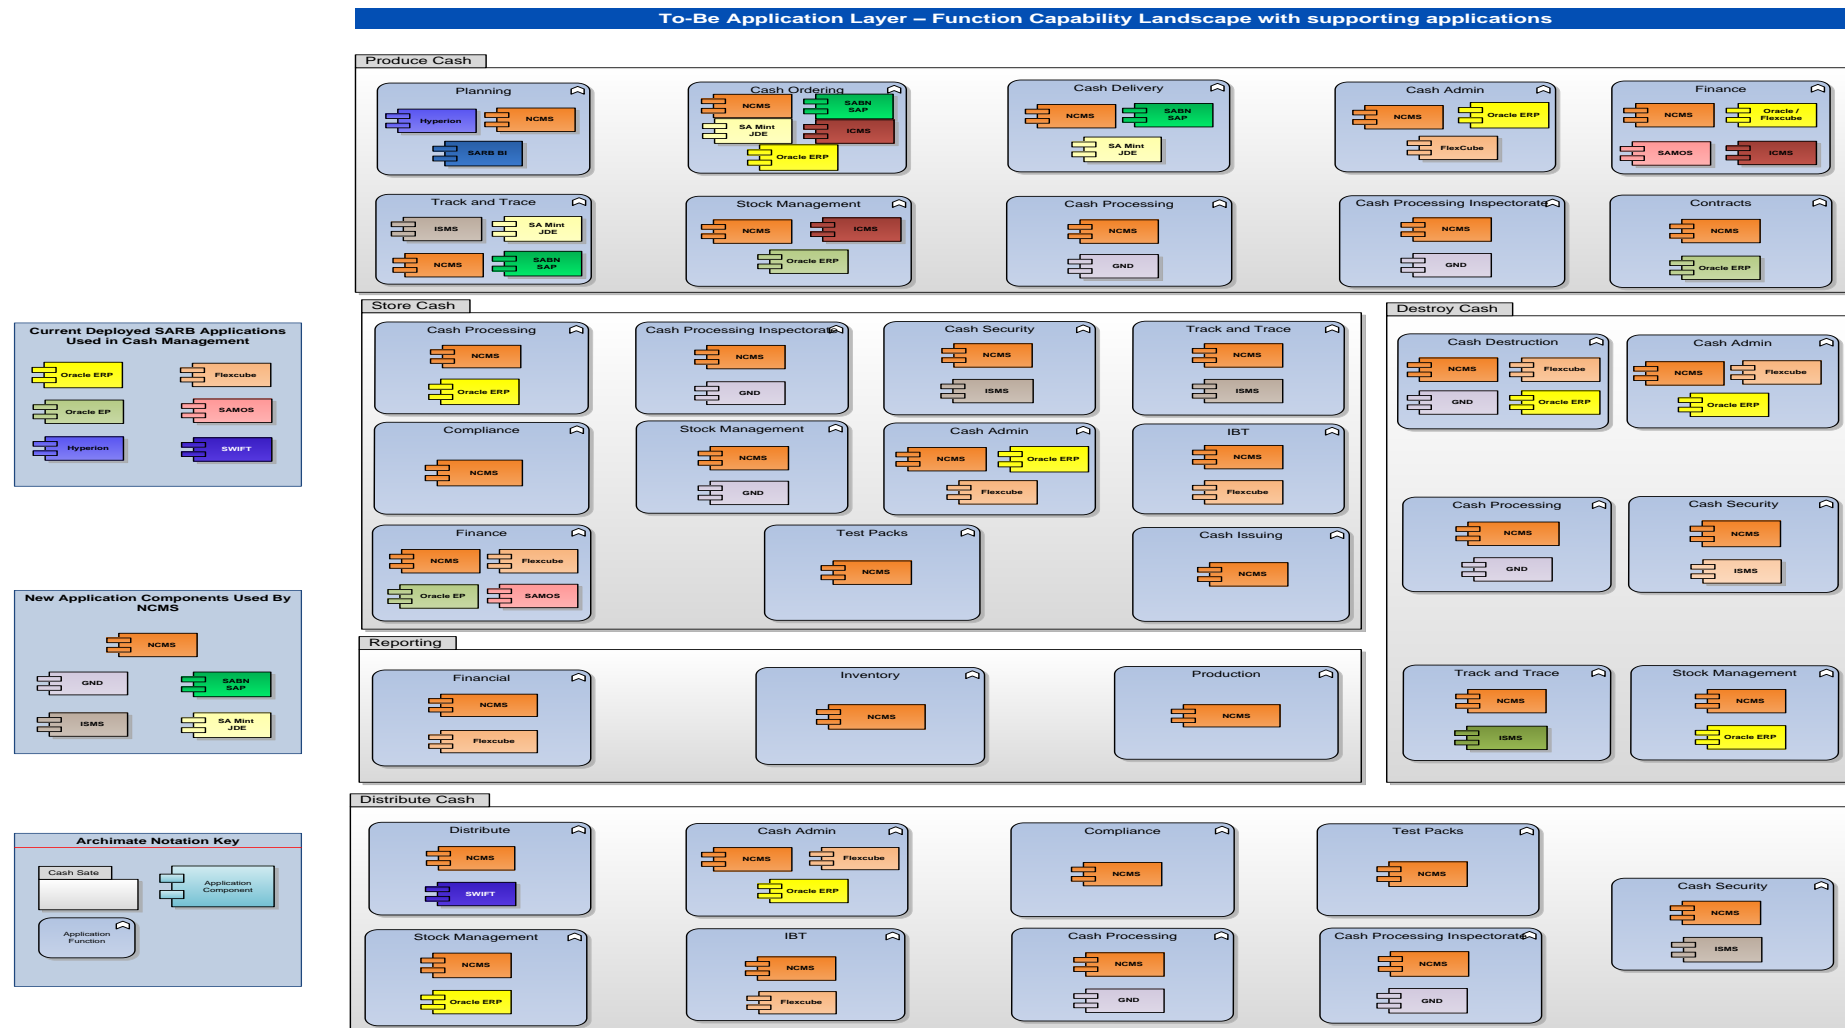 To-Be Application Layer – Function Capability Landscape with supporting applications
Produce Cash
Planning
Hyperion
NCMS
SARB BI
Cash Ordering
NCMS
SABN
SAP
SA Mint
JDE
ICMS
Oracle ERP
Cash Delivery
NCMS
SABN
SAP
SA Mint
JDE
Cash Admin
NCMS
Oracle ERP
FlexCube
Finance
NCMS
Oracle /
Flexcube
SAMOS
ICMS
Track and Trace
ISMS
SA Mint
JDE
NCMS
SABN
SAP
Stock Management
NCMS
ICMS
Oracle ERP
Cash Processing
NCMS
GND
Cash Processing Inspectorate
NCMS
GND
Contracts
NCMS
Oracle ERP
Current Deployed SARB Applications
Used in Cash Management
Oracle ERP
Flexcube
Oracle EP
SAMOS
Hyperion
SWIFT
New Application Components Used By
NCMS
NCMS
GND
SABN
SAP
ISMS
SA Mint
JDE
Archimate Notation Key
Cash Sate
Application
Component
Application
Function
Store Cash
Cash Processing
NCMS
Oracle ERP
Cash Processing Inspectorate
NCMS
GND
Cash Security
NCMS
ISMS
Track and Trace
NCMS
ISMS
Compliance
NCMS
Stock Management
NCMS
GND
Cash Admin
NCMS
Oracle ERP
Flexcube
IBT
NCMS
Flexcube
Finance
NCMS
Flexcube
Oracle EP
SAMOS
Test Packs
NCMS
Cash Issuing
NCMS
Destroy Cash
Cash Destruction
NCMS
Flexcube
GND
Oracle ERP
Cash Admin
NCMS
Flexcube
Oracle ERP
Cash Processing
NCMS
GND
Cash Security
NCMS
ISMS
Track and Trace
NCMS
ISMS
Stock Management
NCMS
Oracle ERP
Reporting
Financial
NCMS
Flexcube
Inventory
NCMS
Production
NCMS
Distribute Cash
Distribute
NCMS
SWIFT
Cash Admin
NCMS
Flexcube
Oracle ERP
Compliance
NCMS
Test Packs
NCMS
Cash Security
NCMS
ISMS
Stock Management
NCMS
Oracle ERP
IBT
NCMS
Flexcube
Cash Processing
NCMS
GND
Cash Processing Inspectorate
NCMS
GND